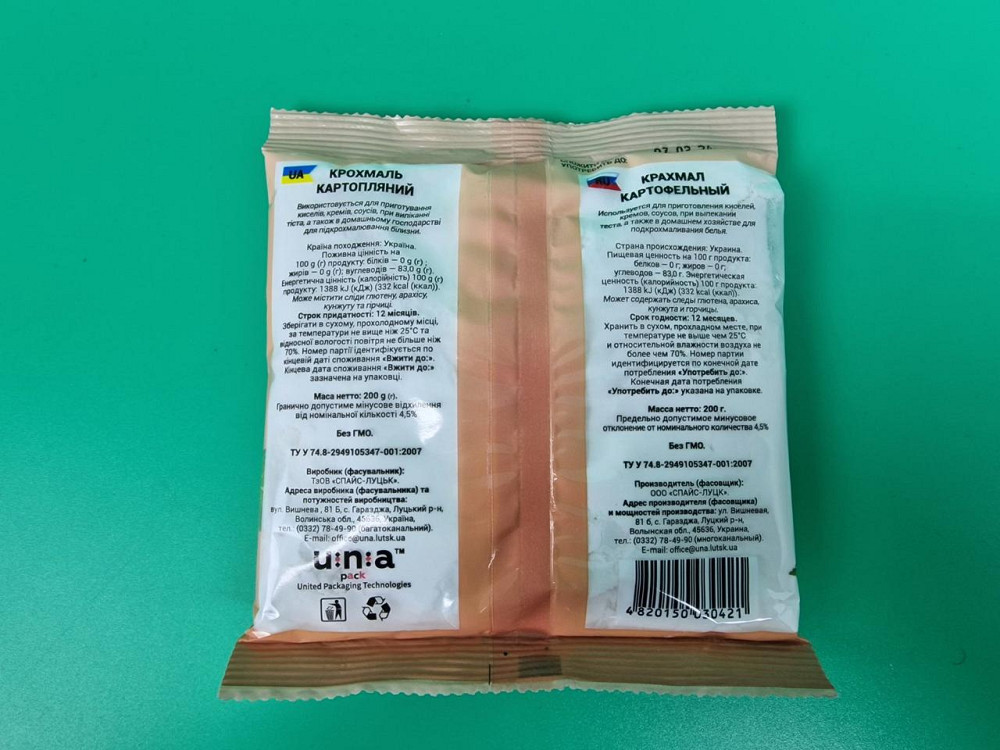 UA
КРОХМАЛЬ
КАРТОПЛЯНИЙ
Використовується для приготування
киселів, кремів, соусів, при випіканні
тіста, а також в домашньому господарстві
для підкрохмалювання білизни.
Країна походження: Україна.
Поживна цінність на
100 g (г) продукту: білків — 0 g (г) ;
жирів — 0 g (г); вуглеводів — 83,0 g (г).
Енергетична цінність (калорійність) 100 g (г)
продукту: 1388 kJ (кДж) (332 kcal (ккал)).
Може містити сліди глютену, арахісу,
кунжуту та гірчиці.
Строк придатності: 12 місяців.
Зберігати в сухому, прохолодному місці,
за температури не вище ніж 25°C та
відносної вологості повітря не більше ніж
70%. Номер партії ідентифікується по
кінцевій даті споживання «Вжити до:».
Кінцева дата споживання «Вжити до:»
зазначена на упаковці.
Маса нетто: 200 g (г).
Гранично допустиме мінусове відхилення
від номінальної кількості 4,5%
Без ГМО.
ТУ У 74.8-2949105347-001:2007
Виробник (фасувальник):
ТзОВ «СПАЙС-ЛУЦЬК».
Адреса виробника (фасувальника) та
потужностей виробництва:
вул. Вишнева , 81 Б, с. Гаразджа, Луцький р-н,
Волинська обл., 45636, Україна,
тел.: (0332) 78-49-90 (багатоканальний).
E-mail: office@una.lutsk.ua
u:n:a™
pack
United Packaging Technologies
УПОТРЕБИТЬ ДО
07 03
RU
КРАХМАЛ
КАРТОФЕЛЬНЫЙ
Используется для приготовления киселей,
кремов, соусов, при выпекании
теста, а также в домашнем хозяйстве для
подкрохмаливания белья.
Страна происхождения: Украина.
Пищевая ценность на 100 г продукта:
белков — 0 г; жиров — 0 г;
углеводов — 83,0 г. Энергетическая
ценность (калорийность) 100 г продукта:
1388 kJ (кДж) (332 kcal (ккал)).
Может содержать следы глютена, арахиса,
кунжута и горчицы.
Срок годности: 12 месяцев.
Хранить в сухом, прохладном месте, при
температуре не выше чем 25°C
и относительной влажности воздуха не
более чем 70%. Номер партии
идентифицируется по конечной дате
потребления «Употребить до:».
Конечная дата потребления
«Употребить до:» указана на упаковке.
Масса нетто: 200 г.
Предельно допустимое минусовое
отклонение от номинального количества 4,5%
Без ГМО.
ТУ У 74.8-2949105347-001:2007
Производитель (фасовщик):
ООО «СПАЙС-ЛУЦК».
Адрес производителя (фасовщика)
и мощностей производства: ул. Вишневая,
81 б, с. Гаразджа, Луцкий р-н,
Волынская обл., 45636, Украина,
тел.: (0332) 78-49-90 (многоканальный).
E-mail: office@una.lutsk.ua
4 820150 030421